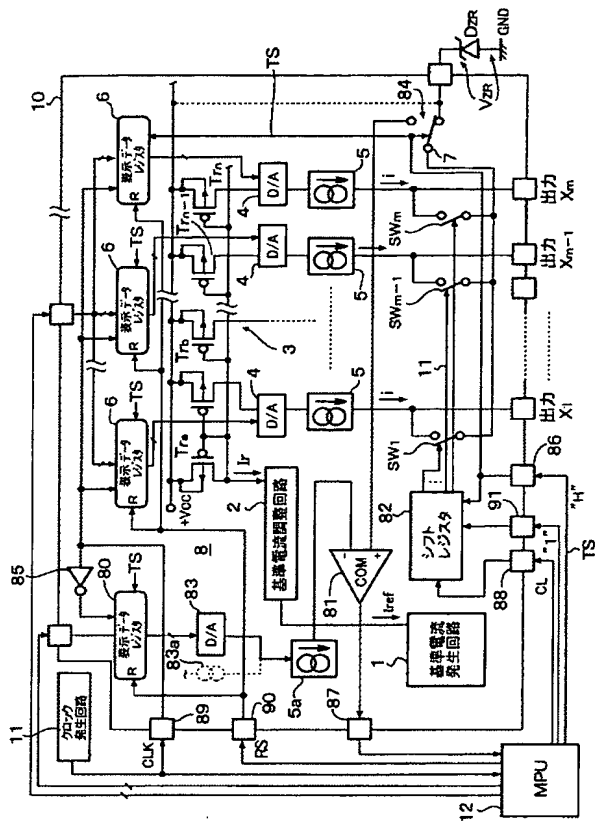 10
11
クロック発生回路
85
80
R
表示データレジスタ
TS
6
R
表示データレジスタ
TS
6
R
表示データレジスタ
TS
6
R
表示データレジスタ
TS
CLK
89
83
D/A
83a
8
+Vcc
Tra
Trb
Trn-1
Trn
3
RS
90
5a
2
基準電流調整回路
Ir
4
D/A
4
D/A
4
D/A
5
5
5
87
81
COM
-
+
Iref
1
基準電流発生回路
82
シフトレジスタ
i
i
SW1
11
SWm-1
SWm
7
84
DZR
VZR
GND
12
MPU
CL
88
"1"
91
"H"
86
TS
出力
X1
出力
Xm-1
出力
Xm